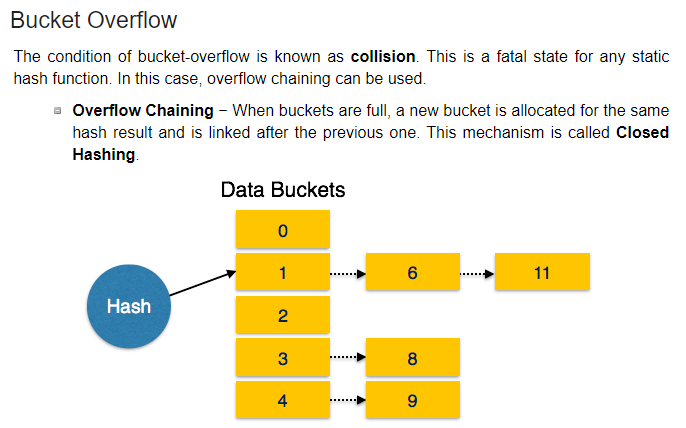 Bucket Overflow
The condition of bucket-overflow is known as collision. This is a fatal state for any static
hash function. In this case, overflow chaining can be used.
Overflow Chaining − When buckets are full, a new bucket is allocated for the same
hash result and is linked after the previous one. This mechanism is called Closed
Hashing.
Data Buckets
0
1 6 11
Hash
2
3 8
4 9